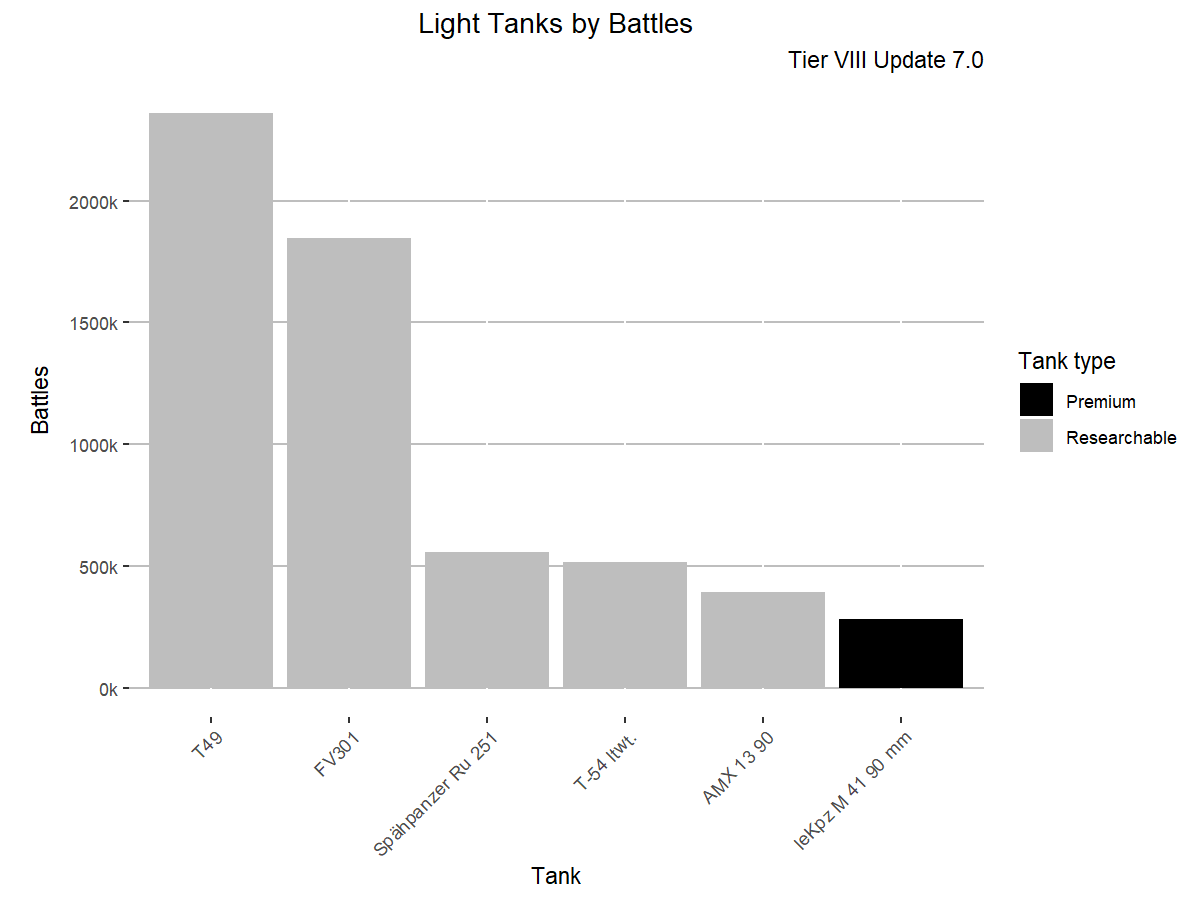 Light Tanks by Battles
Tier VIII Update 7.0
2000k
1500k
1000k
500k
0k
Battles
T49
FV301
Spähpanzer Ru 251
T-54 ltwt.
AMX 13 90
leKpz M 41 90 mm
Tank
Tank type
Premium
Researchable